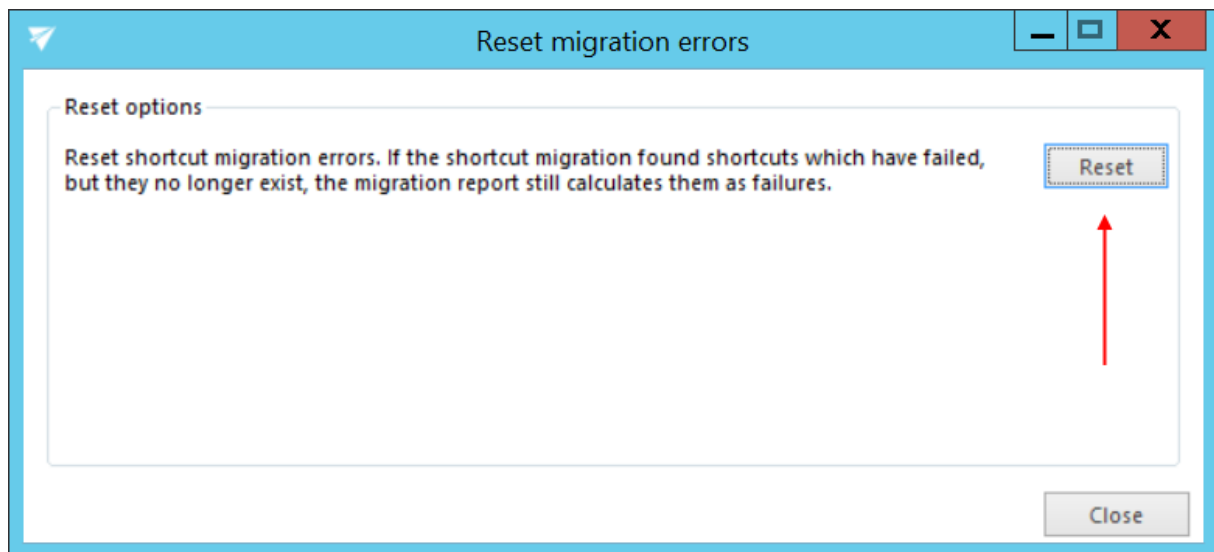 Reset migration errors
Reset options
Reset shortcut migration errors. If the shortcut migration found shortcuts which have failed,
but they no longer exist, the migration report still calculates them as failures.
Reset
Close